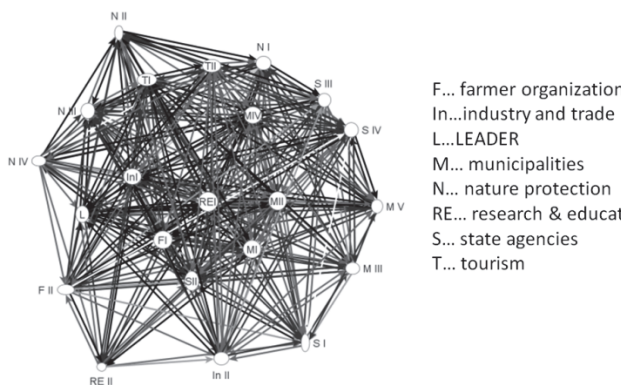 N II
N I
TII
TI
S III
N III
MIV
S IV
N IV
InI
REI
MII
M V
L
FI
MI
M III
SII
F II
S I
In II
RE II
F... farmer organization
In...industry and trade
L...LEADER
M... municipalities
N... nature protection
RE... research & educat
S... state agencies
T... tourism